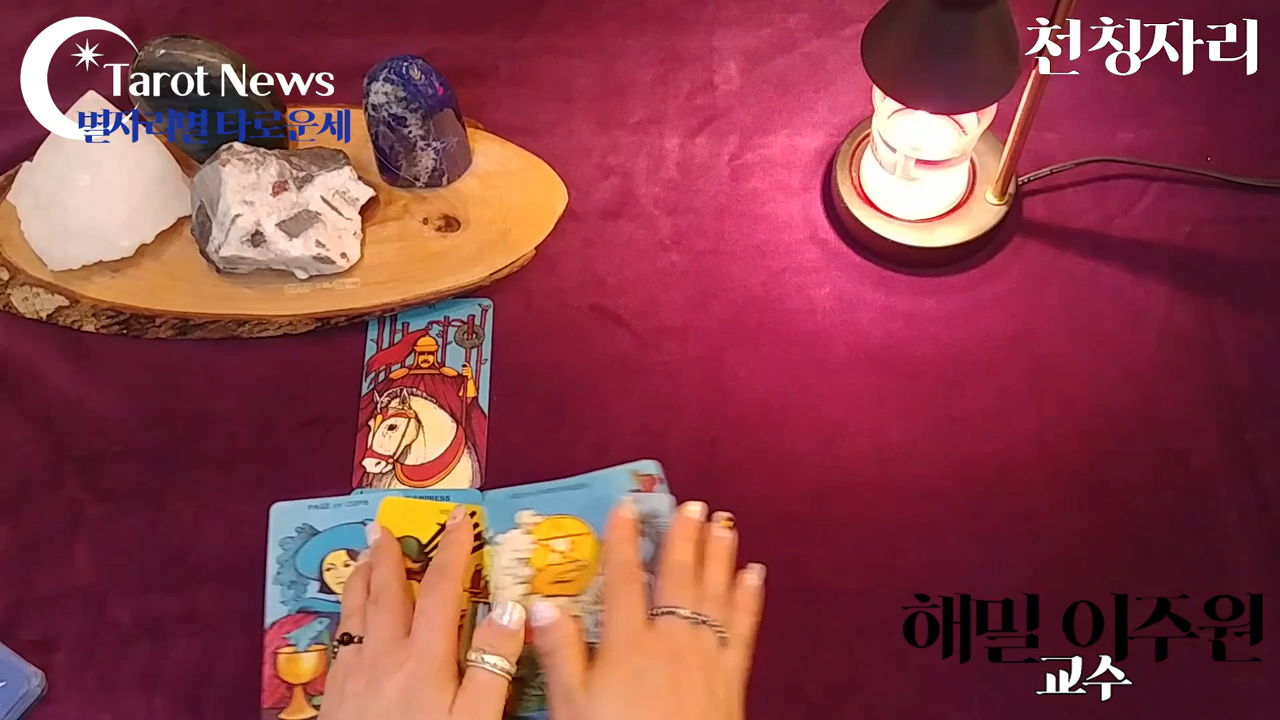 Tarot News
별자리별 타로운세
천칭자리
PAGE OF CUPS
EMPRESS
해밀 이주원
교수